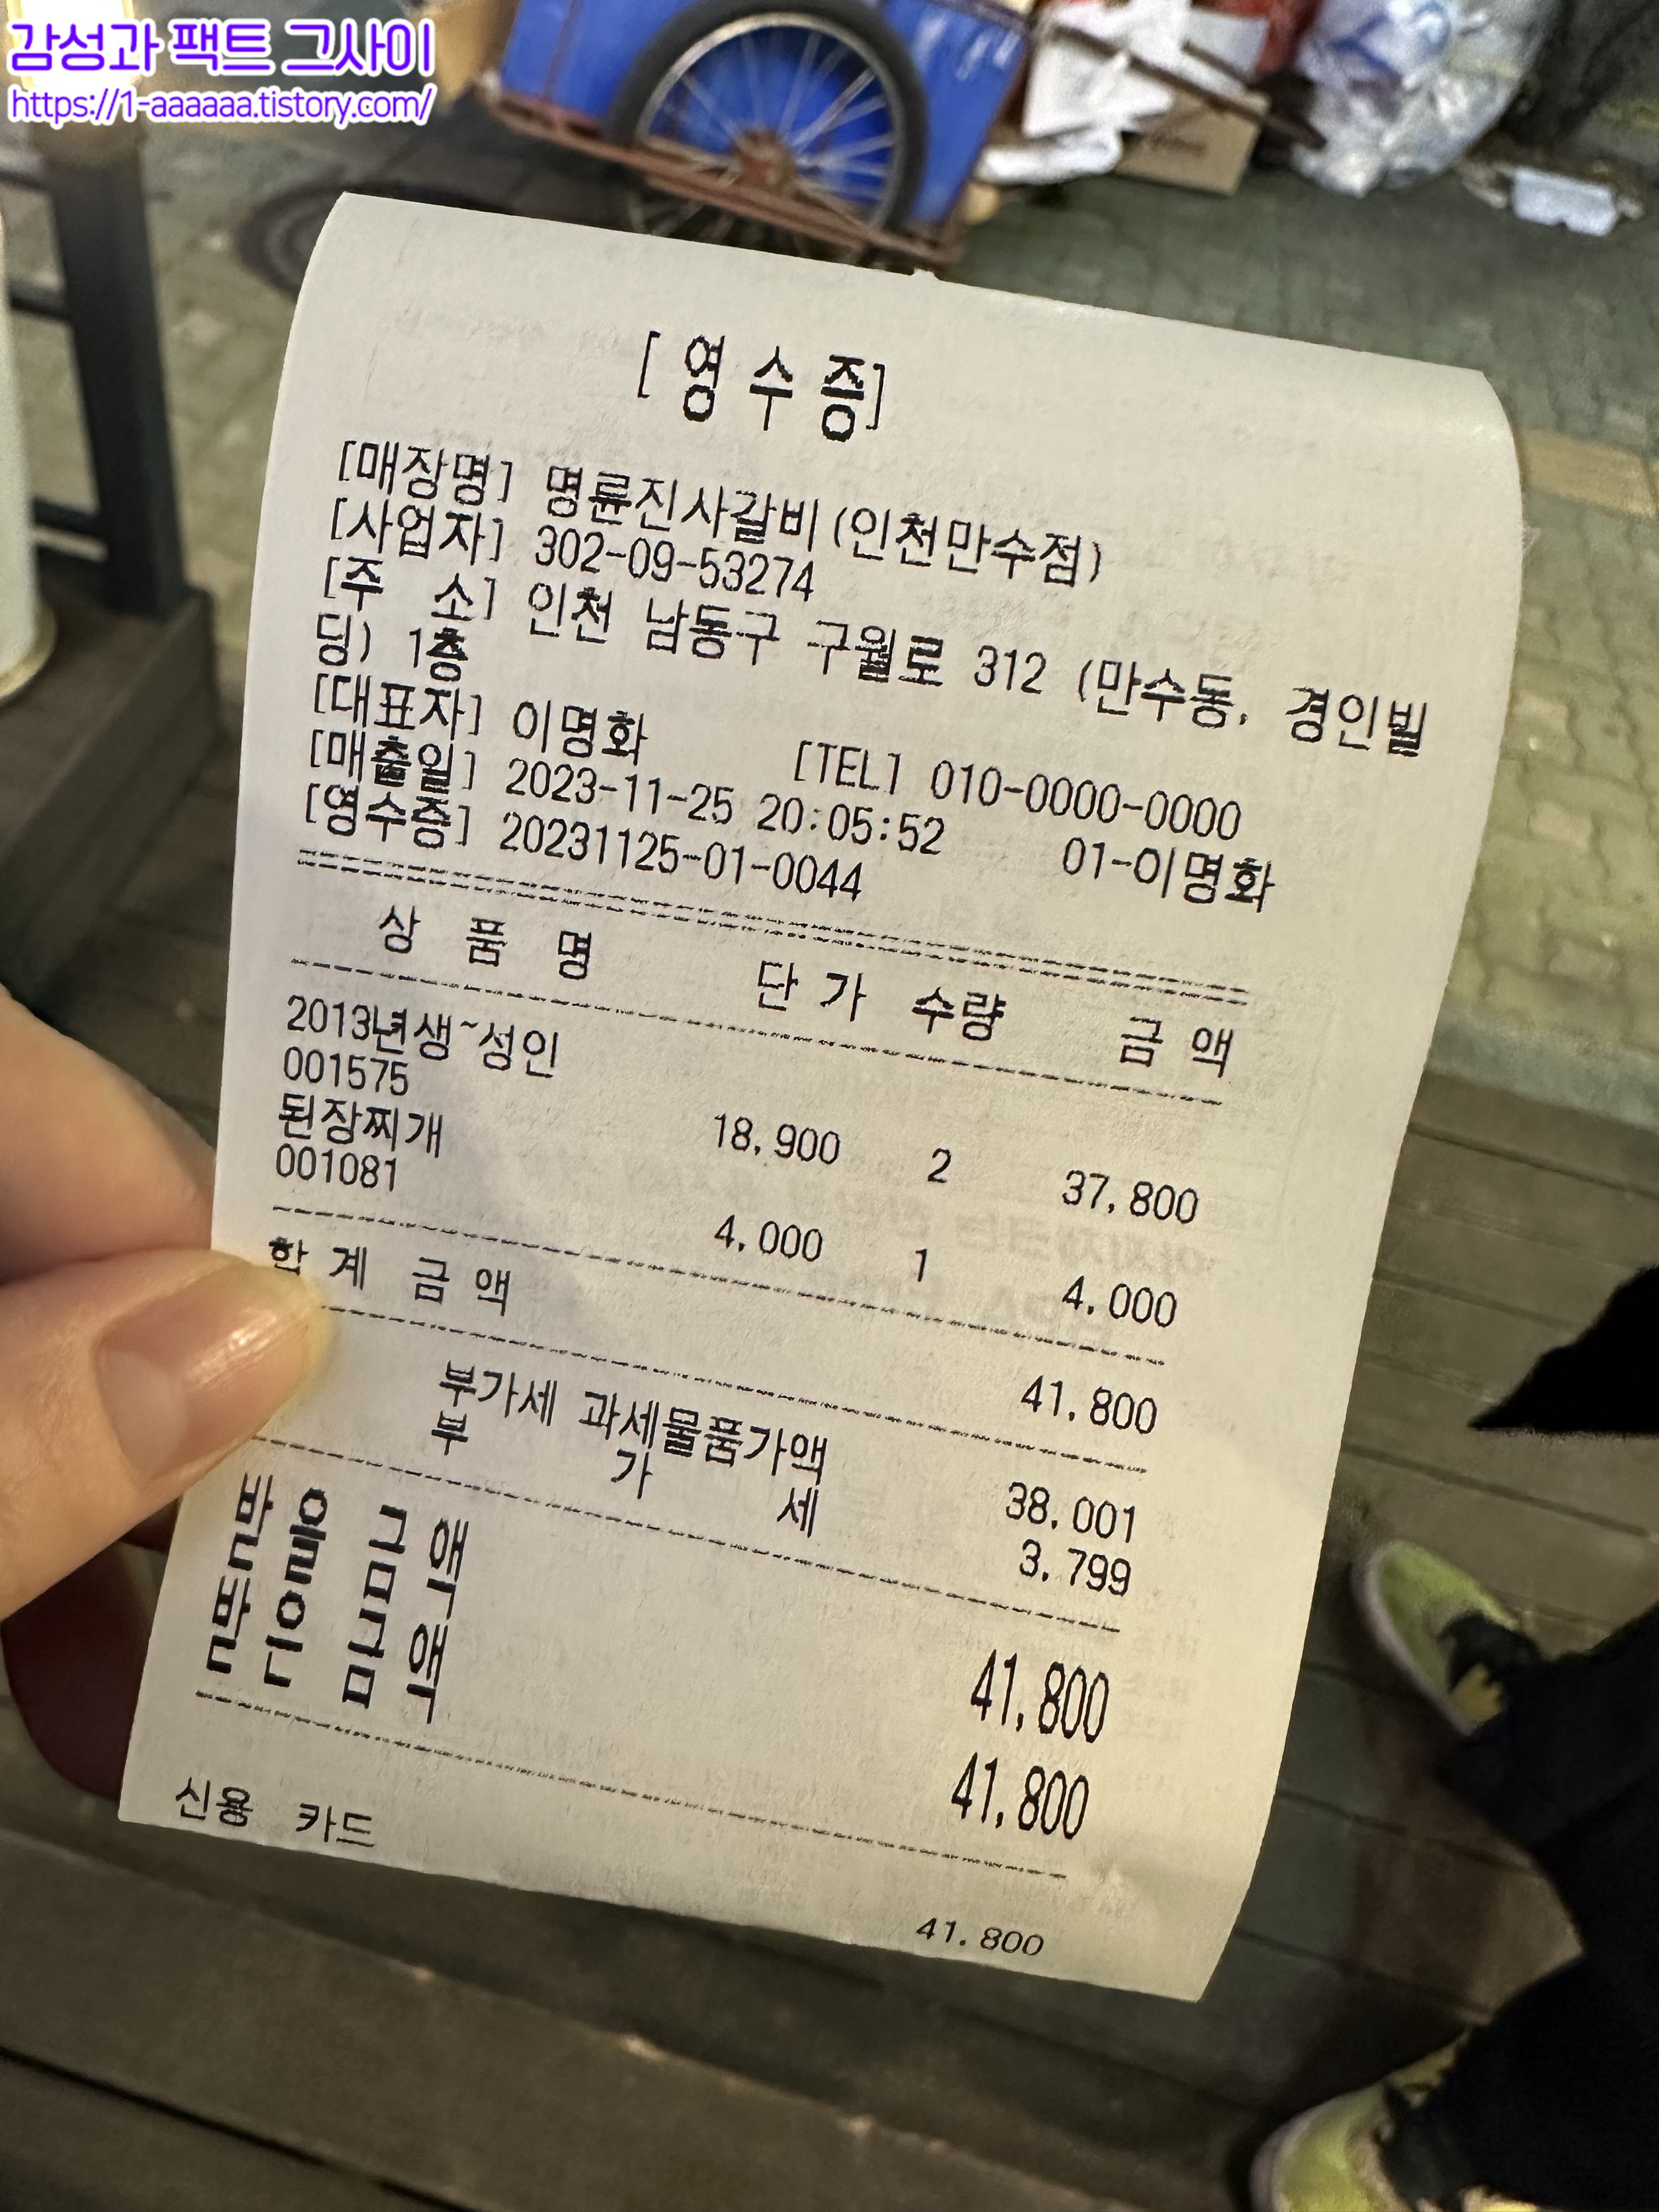 감성과 팩트 그사이
https://1-aaaaaa.tistory.com/
[ 영 수 증]
[매장명] 명륜진사갈비(인천만수점)
[사업자] 302-09-53274
[주 소] 인천 남동구 구월로 312 (만수동, 경인빌
딩) 1층
[대표자] 이명화 [TEL] 010-0000-0000
[매출일] 2023-11-25 20:05:52 01-이명화
[영수증] 20231125-01-0044
상 품 명 단 가 수량 금 액
2013년생~성인
001575 18,900 2 37,800
된장찌개
001081 4,000 1 4,000
합 계 금 액 41,800
부가세 과세물품가액 38,001
부 가 세 3,799
받 을 금 액 41,800
받 은 금 액 41,800
신용 카드 41,800